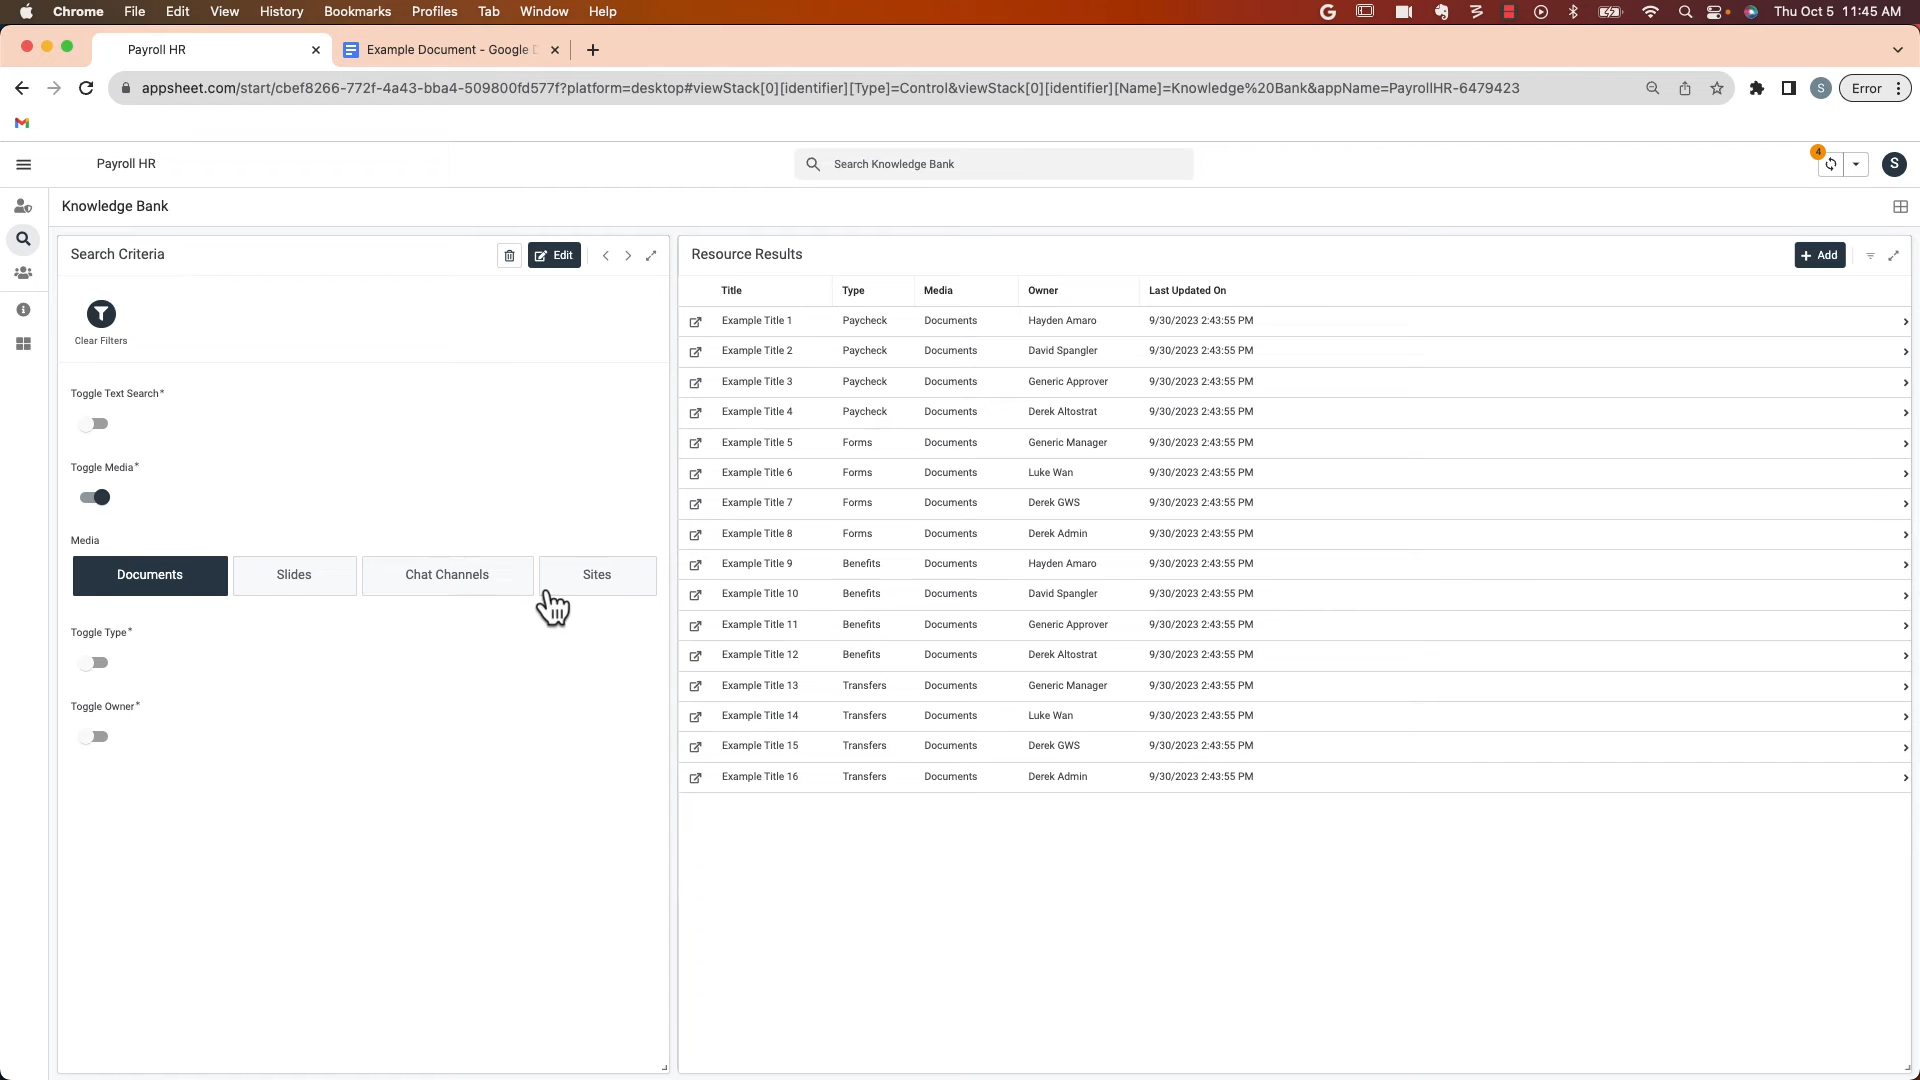 Chrome File Edit View History Bookmarks Profiles Tab Window Help Thu Oct 5 11:45 AM
Payroll HR Example Document - Google D
appsheet.com/start/cbef8266-772f-4a43-bba4-509800fd577f?platform=desktop#viewStack[0][identifier][Type]=Control&viewStack[0][identifier][Name]=Knowledge%20Bank&appName=PayrollHR-6479423 S Error
Payroll HR Search Knowledge Bank 4 S
Knowledge Bank
Search Criteria Edit
Clear Filters
Toggle Text Search*
Toggle Media*
Media
Documents Slides Chat Channels Sites
Toggle Type*
Toggle Owner*
Resource Results + Add
Title Type Media Owner Last Updated On
Example Title 1 Paycheck Documents Hayden Amaro 9/30/2023 2:43:55 PM
Example Title 2 Paycheck Documents David Spangler 9/30/2023 2:43:55 PM
Example Title 3 Paycheck Documents Generic Approver 9/30/2023 2:43:55 PM
Example Title 4 Paycheck Documents Derek Altostrat 9/30/2023 2:43:55 PM
Example Title 5 Forms Documents Generic Manager 9/30/2023 2:43:55 PM
Example Title 6 Forms Documents Luke Wan 9/30/2023 2:43:55 PM
Example Title 7 Forms Documents Derek GWS 9/30/2023 2:43:55 PM
Example Title 8 Forms Documents Derek Admin 9/30/2023 2:43:55 PM
Example Title 9 Benefits Documents Hayden Amaro 9/30/2023 2:43:55 PM
Example Title 10 Benefits Documents David Spangler 9/30/2023 2:43:55 PM
Example Title 11 Benefits Documents Generic Approver 9/30/2023 2:43:55 PM
Example Title 12 Benefits Documents Derek Altostrat 9/30/2023 2:43:55 PM
Example Title 13 Transfers Documents Generic Manager 9/30/2023 2:43:55 PM
Example Title 14 Transfers Documents Luke Wan 9/30/2023 2:43:55 PM
Example Title 15 Transfers Documents Derek GWS 9/30/2023 2:43:55 PM
Example Title 16 Transfers Documents Derek Admin 9/30/2023 2:43:55 PM